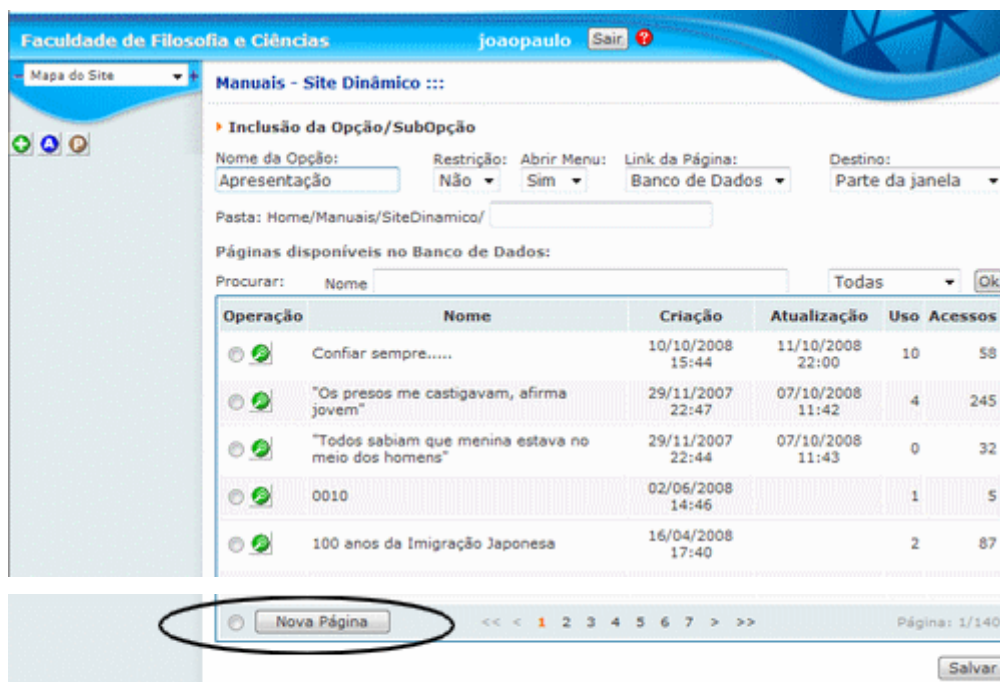 Faculdade de Filosofia e Ciências joaopaulo Sair ?
- Mapa do Site +
Manuais - Site Dinâmico :::
A P
Inclusão da Opção/SubOpção
Nome da Opção: Restrição: Abrir Menu: Link da Página: Destino:
Apresentação Não Sim Banco de Dados Parte da janela
Pasta: Home/Manuais/SiteDinamico/
Páginas disponíveis no Banco de Dados:
Procurar: Nome Todas Ok
Operação Nome Criação Atualização Uso Acessos
Confiar sempre..... 10/10/2008 11/10/2008 10 58
15:44 22:00
"Os presos me castigavam, afirma 29/11/2007 07/10/2008 4 245
jovem" 22:47 11:42
"Todos sabiam que menina estava no 29/11/2007 07/10/2008 0 32
meio dos homens" 22:44 11:43
0010 02/06/2008 1 5
14:46
100 anos da Imigração Japonesa 16/04/2008 2 87
17:40
Nova Página << < 1 2 3 4 5 6 7 > >> Página: 1/140
Salvar